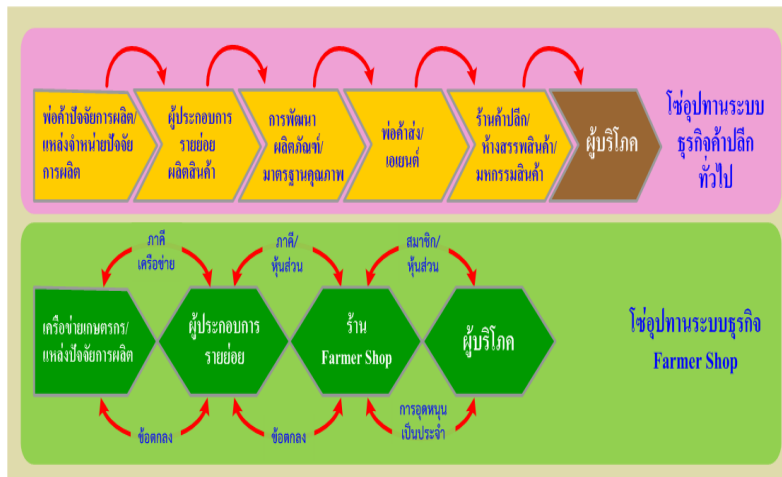 พ่อค้าปัจจัยการผลิต/
แหล่งจำหน่ายปัจจัย
การผลิต
ผู้ประกอบการ
รายย่อย
ผลิตสินค้า
การพัฒนา
ผลิตภัณฑ์/
มาตรฐานคุณภาพ
พ่อค้าส่ง/
เอเยนต์
ร้านค้าปลีก/
ห้างสรรพสินค้า/
มหกรรมสินค้า
ผู้บริโภค
โซ่อุปทานระบบ
ธุรกิจค้าปลีก
ทั่วไป
ภาคี
เครือข่าย
ภาคี/
หุ้นส่วน
สมาชิก/
หุ้นส่วน
เครือข่ายเกษตรกร/
แหล่งปัจจัยการผลิต
ผู้ประกอบการ
รายย่อย
ร้าน
Farmer Shop
ผู้บริโภค
โซ่อุปทานระบบธุรกิจ
Farmer Shop
ข้อตกลง
ข้อตกลง
การอุดหนุน
เป็นประจำ